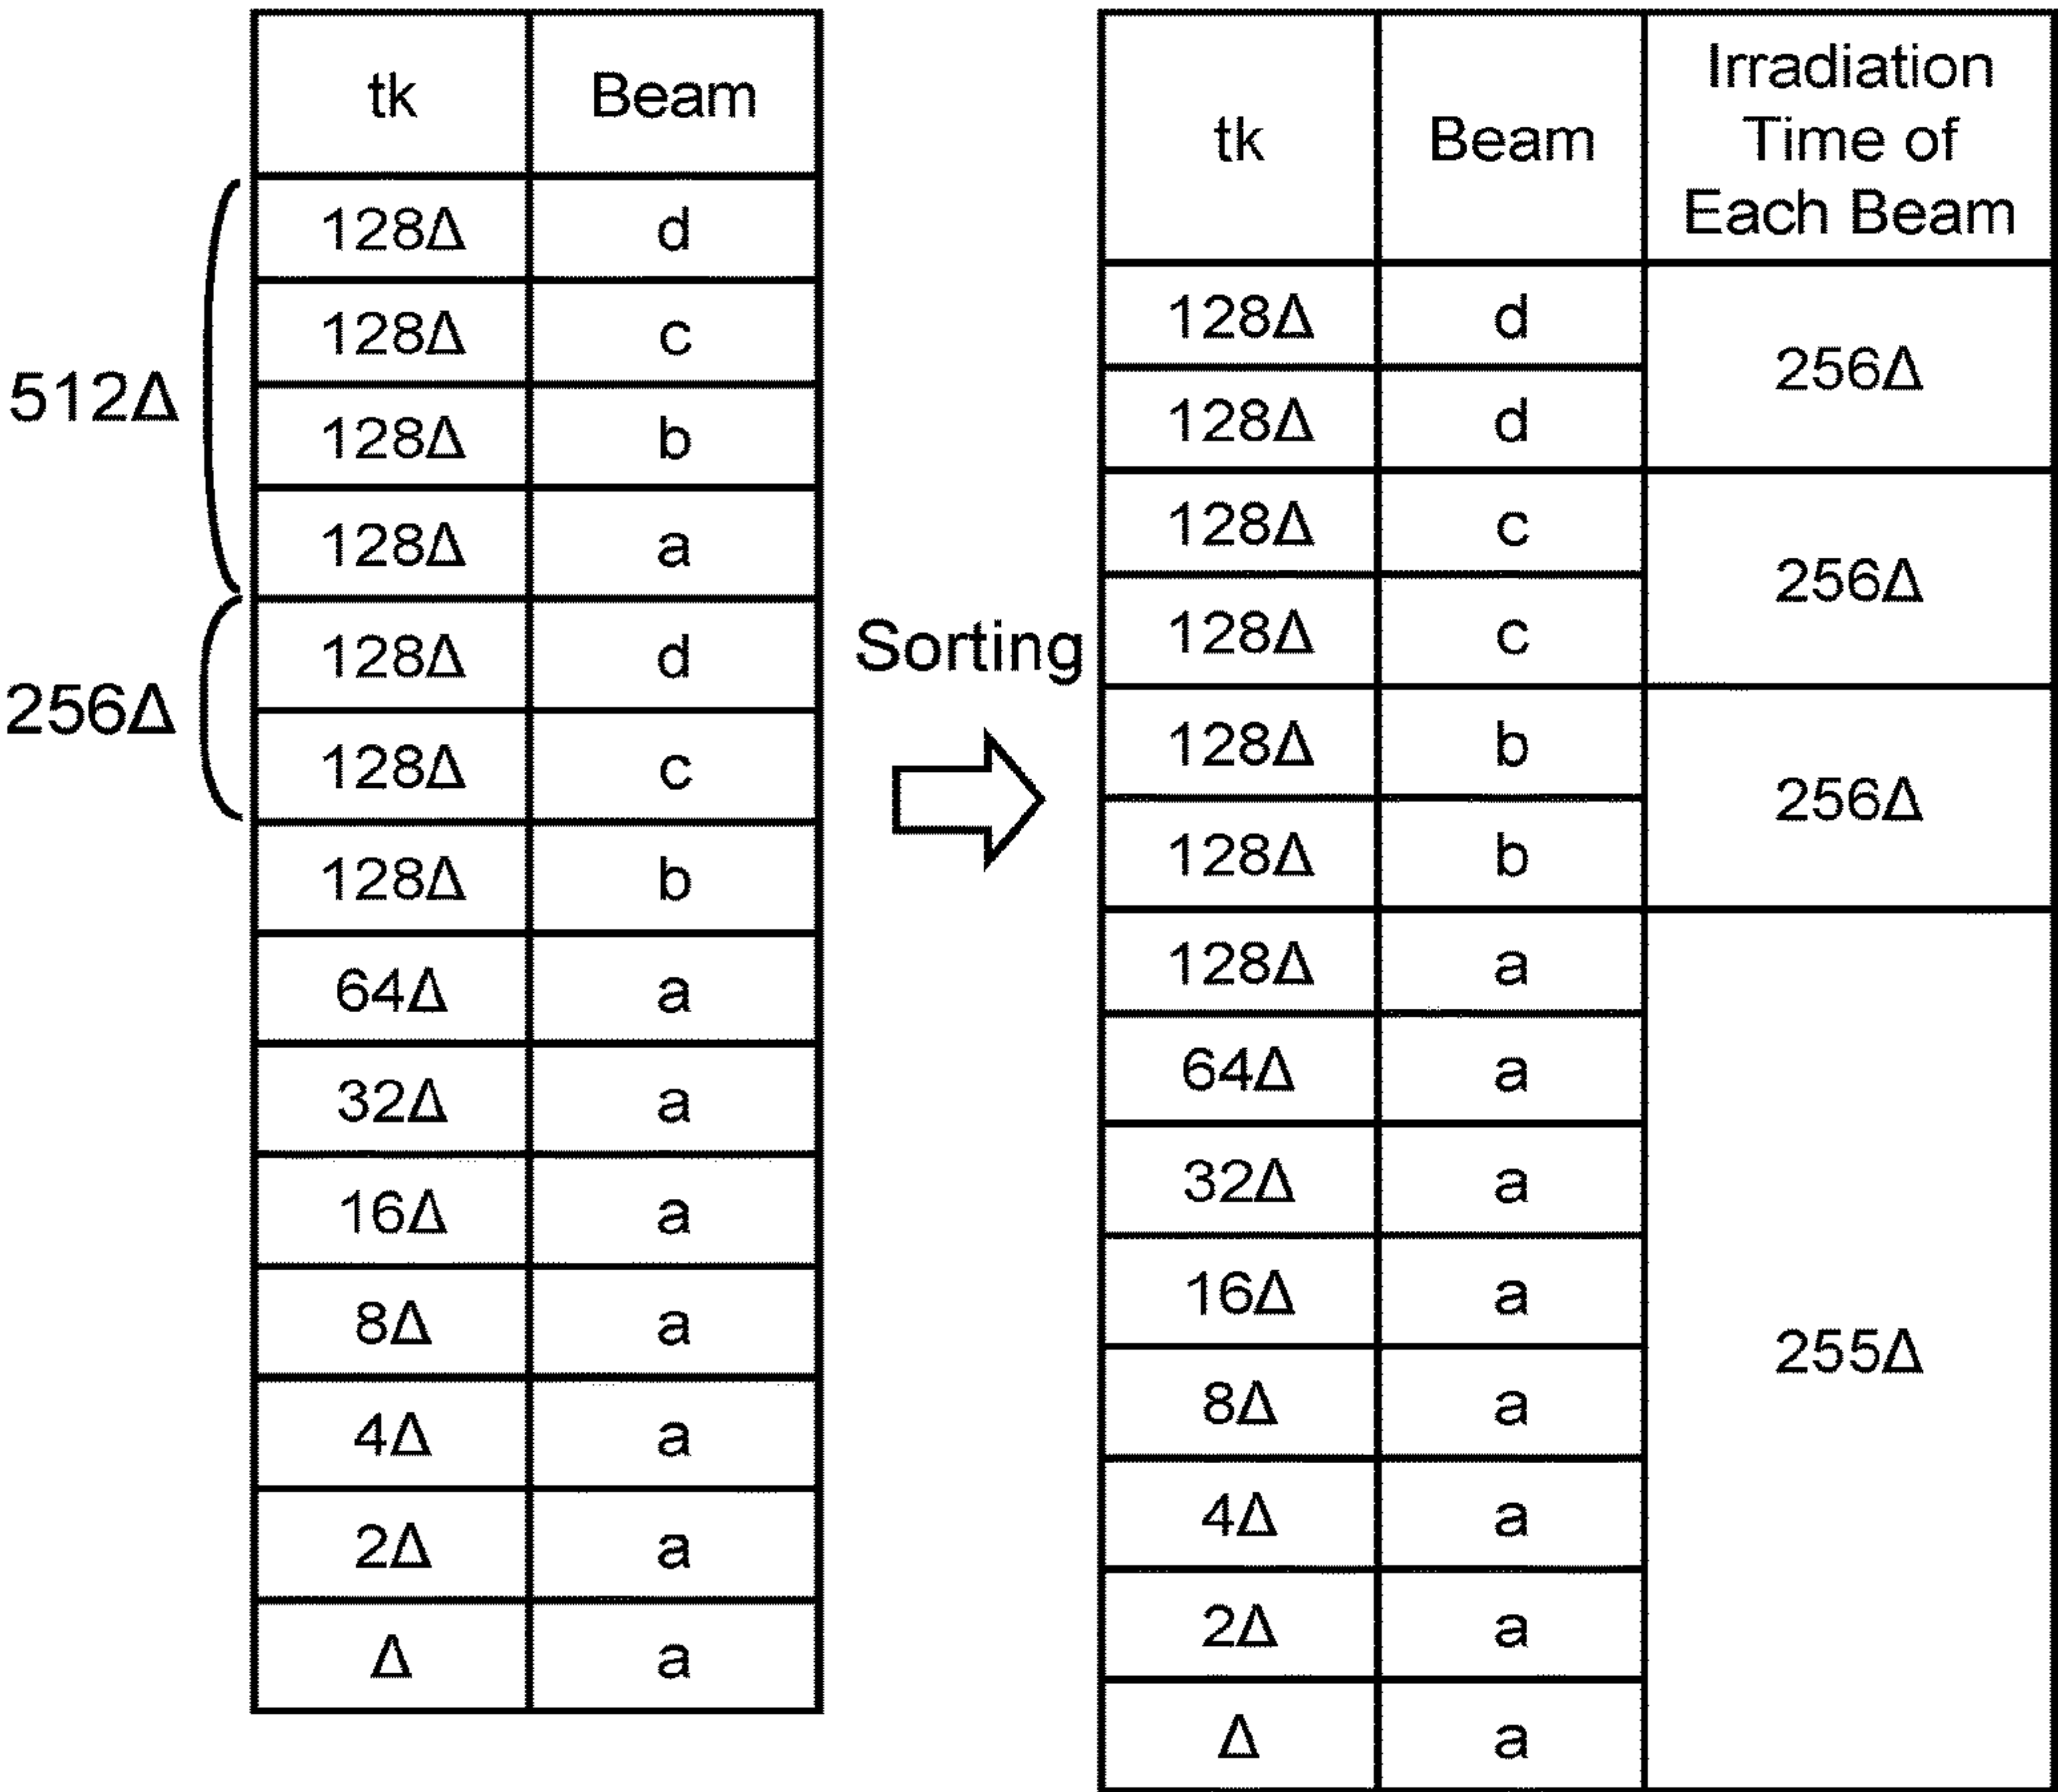 tk Beam
128Δ d
128Δ c
512Δ
128Δ b
128Δ a
128Δ d
256Δ
128Δ c
128Δ b
64Δ a
32Δ a
16Δ a
8Δ a
4Δ a
2Δ a
Δ a
Sorting
tk Beam Irradiation
Time of
Each Beam
128Δ d
256Δ
128Δ d
128Δ c
256Δ
128Δ c
128Δ b
256Δ
128Δ b
128Δ a
64Δ a
32Δ a
16Δ a
255Δ
8Δ a
4Δ a
2Δ a
Δ a